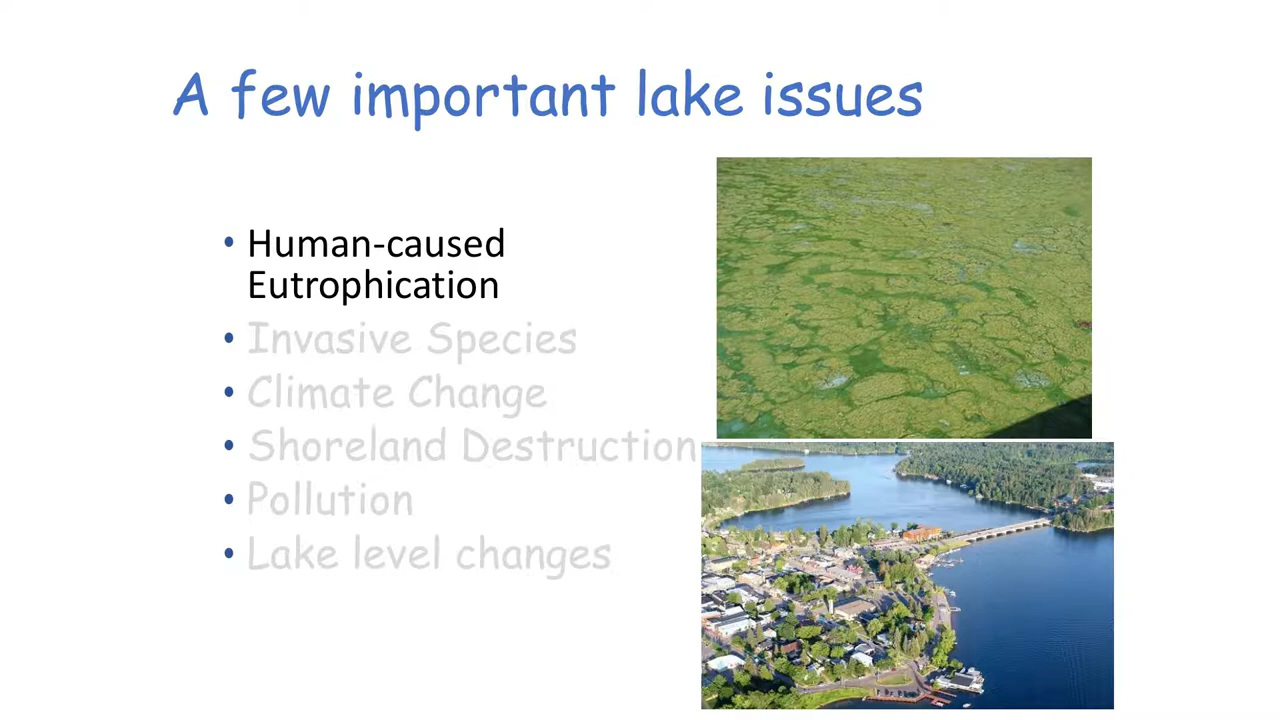 A few important lake issues
• Human-caused
Eutrophication
• Invasive Species
• Climate Change
• Shoreland Destruction
• Pollution
• Lake level changes